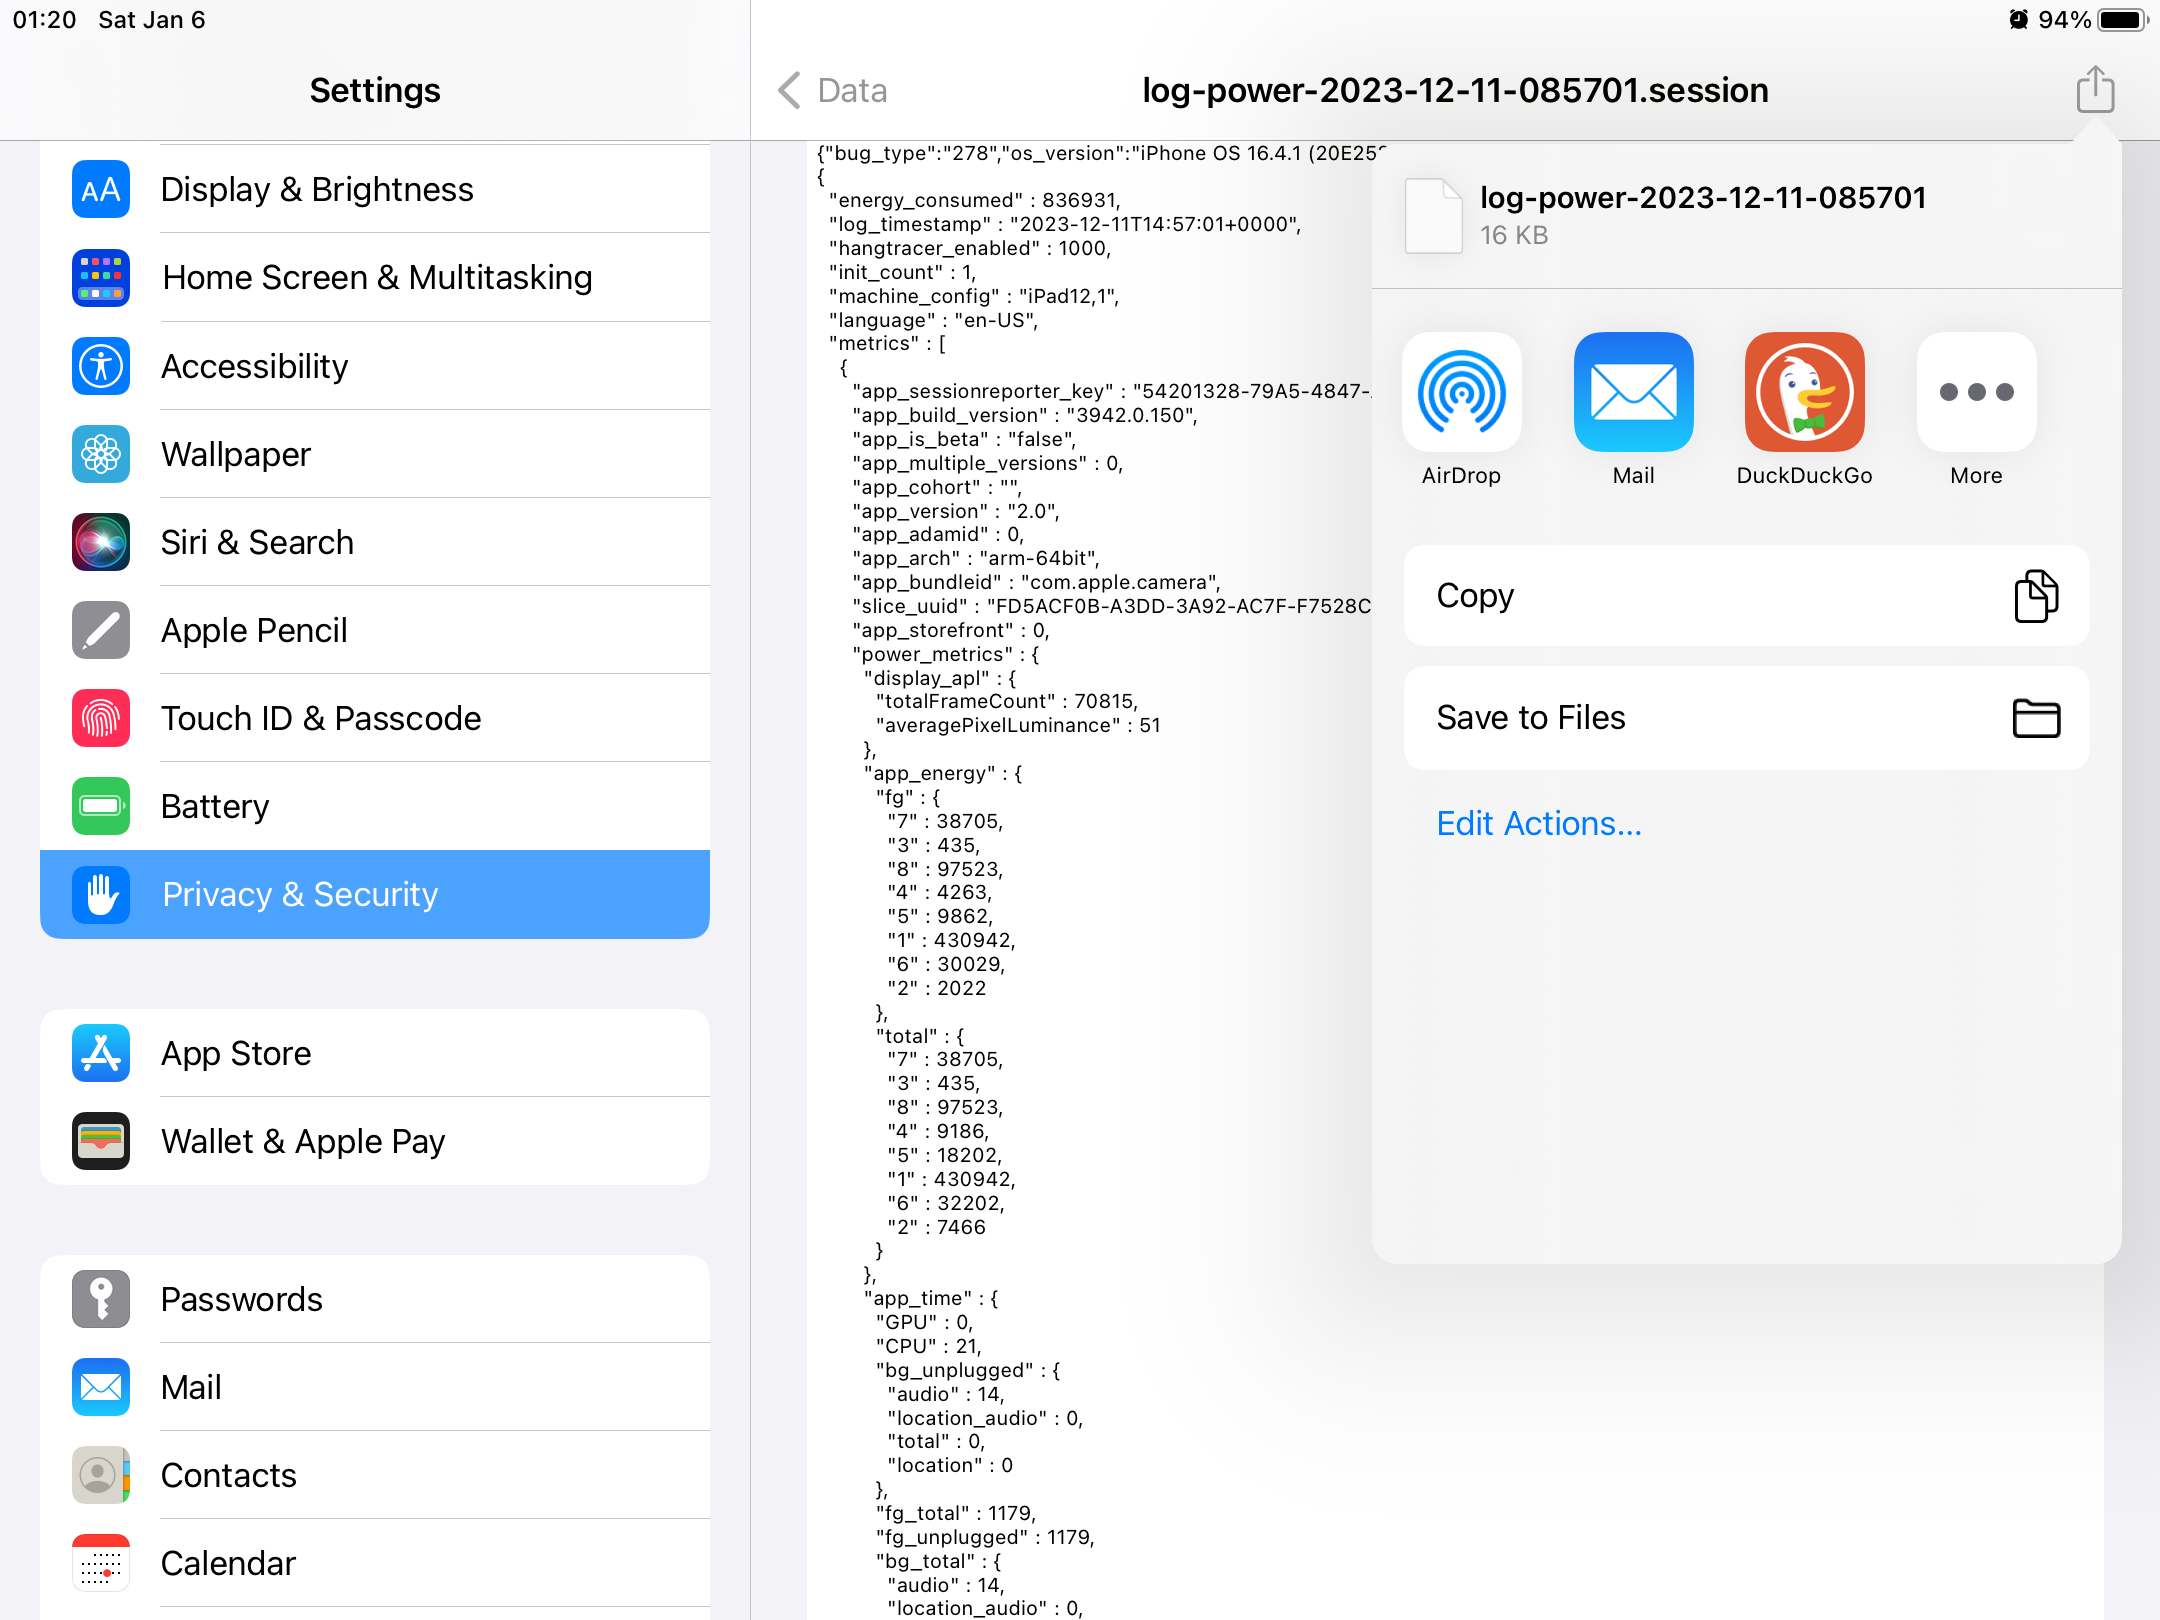 01:20 Sat Jan 6
94%
Settings
Display & Brightness
Home Screen & Multitasking
Accessibility
Wallpaper
Siri & Search
Apple Pencil
Touch ID & Passcode
Battery
Privacy & Security
App Store
Wallet & Apple Pay
Passwords
Mail
Contacts
Calendar
Data
log-power-2023-12-11-085701.session
{"bug_type":"278","os_version":"iPhone OS 16.4.1 (20E25
{
"energy_consumed" : 836931,
"log_timestamp" : "2023-12-11T14:57:01+0000",
"hangtracer_enabled" : 1000,
"init_count" : 1,
"machine_config" : "iPad12,1",
"language" : "en-US",
"metrics" : [
{
"app_sessionreporter_key" : "54201328-79A5-4847-
"app_build_version" : "3942.0.150",
"app_is_beta" : "false",
"app_multiple_versions" : 0,
"app_cohort" : "",
"app_version" : "2.0",
"app_adamid" : 0,
"app_arch" : "arm-64bit",
"app_bundleid" : "com.apple.camera",
"slice_uuid" : "FD5ACF0B-A3DD-3A92-AC7F-F7528C
"app_storefront" : 0,
"power_metrics" : {
"display_apl" : {
"totalFrameCount" : 70815,
"averagePixelLuminance" : 51
},
"app_energy" : {
"fg" : {
"7" : 38705,
"3" : 435,
"8" : 97523,
"4" : 4263,
"5" : 9862,
"1" : 430942,
"6" : 30029,
"2" : 2022
},
"total" : {
"7" : 38705,
"3" : 435,
"8" : 97523,
"4" : 9186,
"5" : 18202,
"1" : 430942,
"6" : 32202,
"2" : 7466
}
},
"app_time" : {
"GPU" : 0,
"CPU" : 21,
"bg_unplugged" : {
"audio" : 14,
"location_audio" : 0,
"total" : 0,
"location" : 0
},
"fg_total" : 1179,
"fg_unplugged" : 1179,
"bg_total" : {
"audio" : 14,
"location_audio" : 0,
log-power-2023-12-11-085701
16 KB
AirDrop
Mail
DuckDuckGo
More
Copy
Save to Files
Edit Actions...